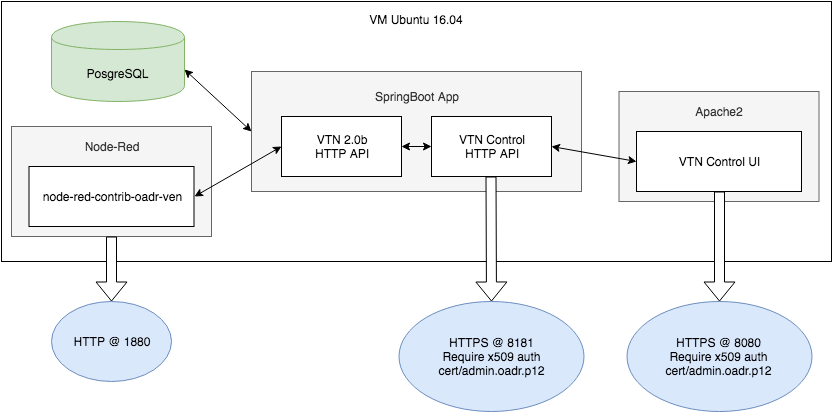 VM Ubuntu 16.04
PosgreSQL
SpringBoot App
Apache2
Node-Red
VTN 2.0b
HTTP API
VTN Control
HTTP API
VTN Control UI
node-red-contrib-oadr-ven
HTTP @ 1880
HTTPS @ 8181
Require x509 auth
cert/admin.oadr.p12
HTTPS @ 8080
Require x509 auth
cert/admin.oadr.p12